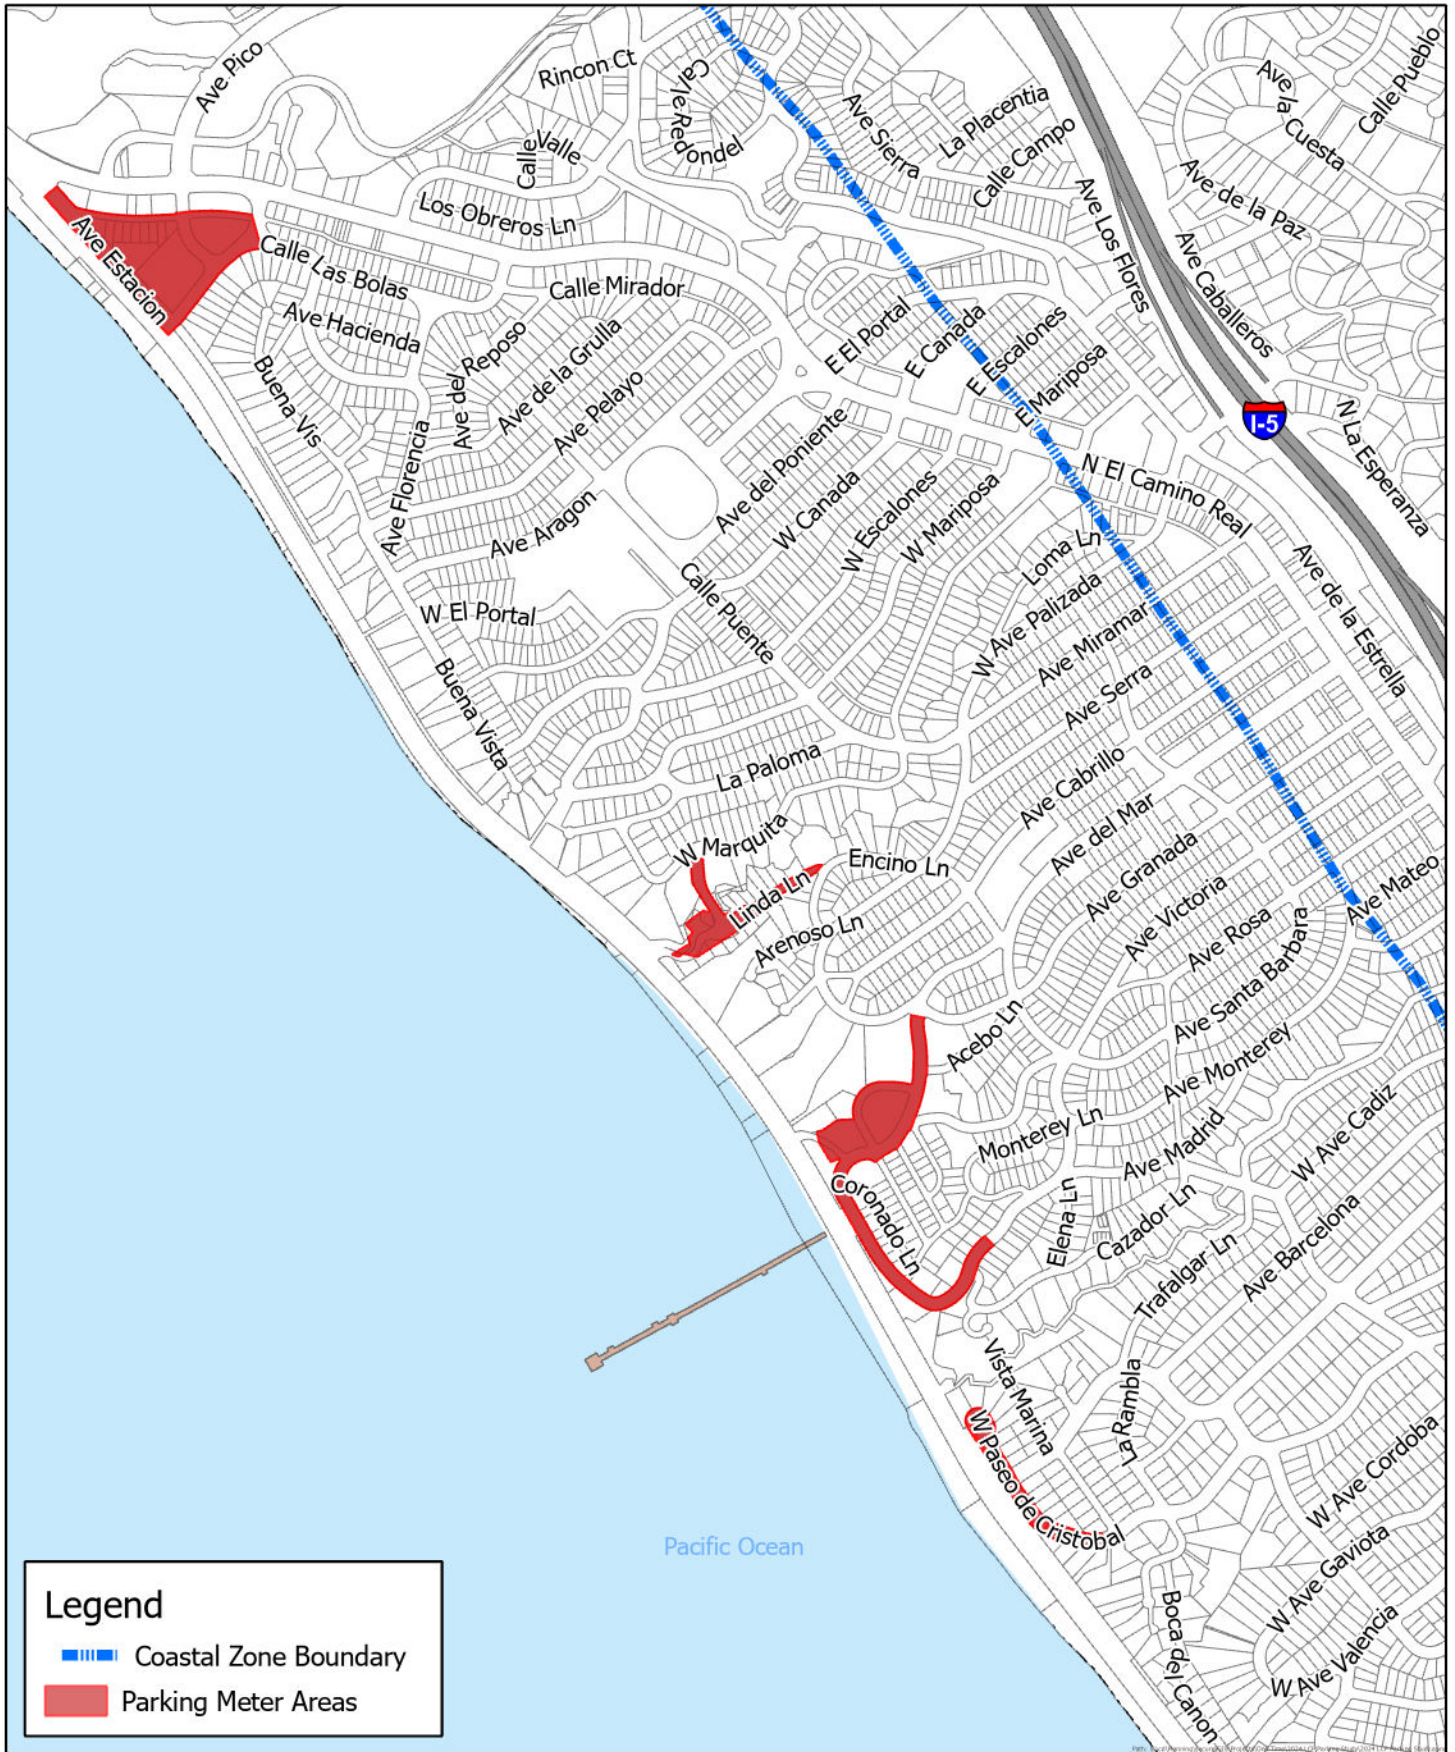 Ave Pico
Rincon Ct
Calle Redondel
Ave Sierra
La Placentia
Calle Campo
Ave la Cuesta
Calle Pueblo
Calle Valle
Los Obreros Ln
Ave de la Paz
Ave Los Flores
Ave Caballeros
Ave Estacion
Calle Las Bolas
Calle Mirador
Ave Hacienda
Ave del Reposo
Ave de la Grulla
Ave Pelayo
E El Portal
E Canada
E Escalones
E Mariposa
I-5
Buena Vis
Ave Florencia
Ave Aragon
Ave del Poniente
W Canada
W Escalones
W Mariposa
N El Camino Real
N La Esperanza
Loma Ln
W El Portal
Calle Puente
W Ave Palizada
Ave Miramar
Ave Serra
Ave de la Estrella
Buena Vista
La Paloma
Ave Cabrillo
W Marquita
Encino Ln
Ave del Mar
Linda Ln
Arenoso Ln
Ave Granada
Ave Victoria
Ave Rosa
Ave Mateo
Ave Santa Barbara
Acebo Ln
Ave Monterey
Monterey Ln
Ave Madrid
W Ave Cadiz
Coronado Ln
Elena Ln
Cazador Ln
Trafalgar Ln
Ave Barcelona
Vista Marina
La Rambla
W Paseo de Cristobal
W Ave Cordoba
W Ave Gaviota
W Ave Valencia
Boca del Canon
Pacific Ocean
Legend
Coastal Zone Boundary
Parking Meter Areas